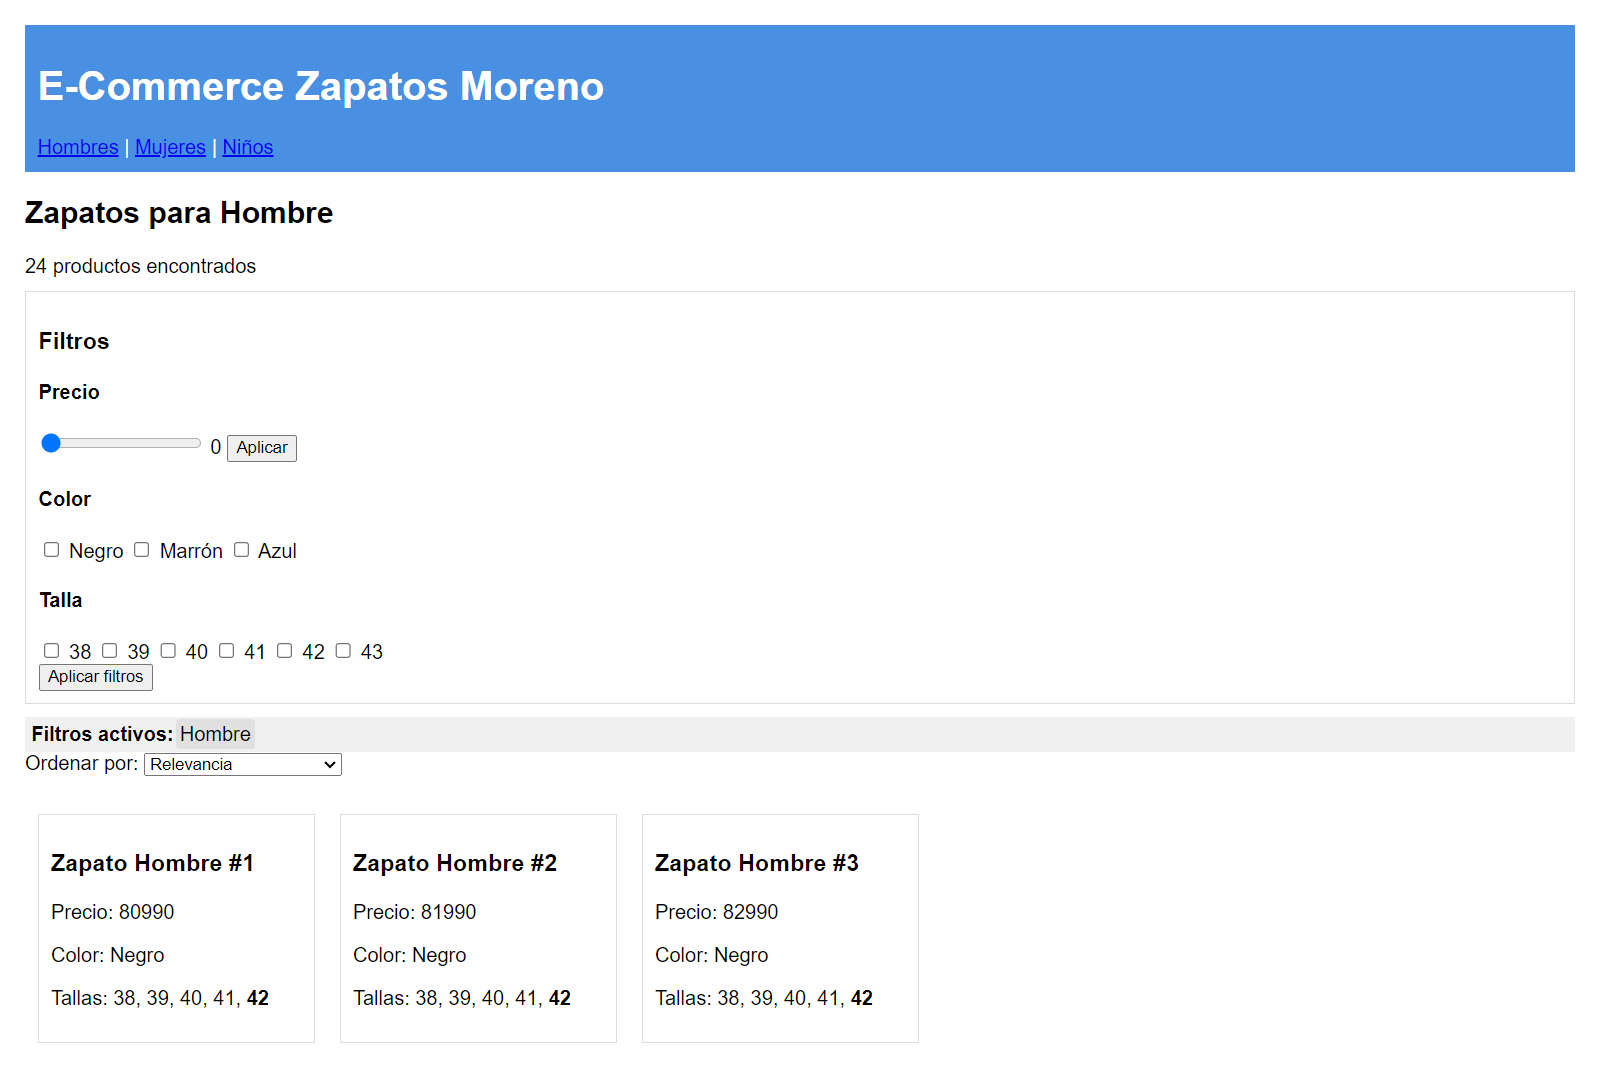 E-Commerce Zapatos Moreno
Hombres | Mujeres | Niños
Zapatos para Hombre
24 productos encontrados
Filtros
Precio
0 Aplicar
Color
Negro Marrón Azul
Talla
38 39 40 41 42 43
Aplicar filtros
Filtros activos: Hombre
Ordenar por: Relevancia
Zapato Hombre #1
Precio: 80990
Color: Negro
Tallas: 38, 39, 40, 41, 42
Zapato Hombre #2
Precio: 81990
Color: Negro
Tallas: 38, 39, 40, 41, 42
Zapato Hombre #3
Precio: 82990
Color: Negro
Tallas: 38, 39, 40, 41, 42